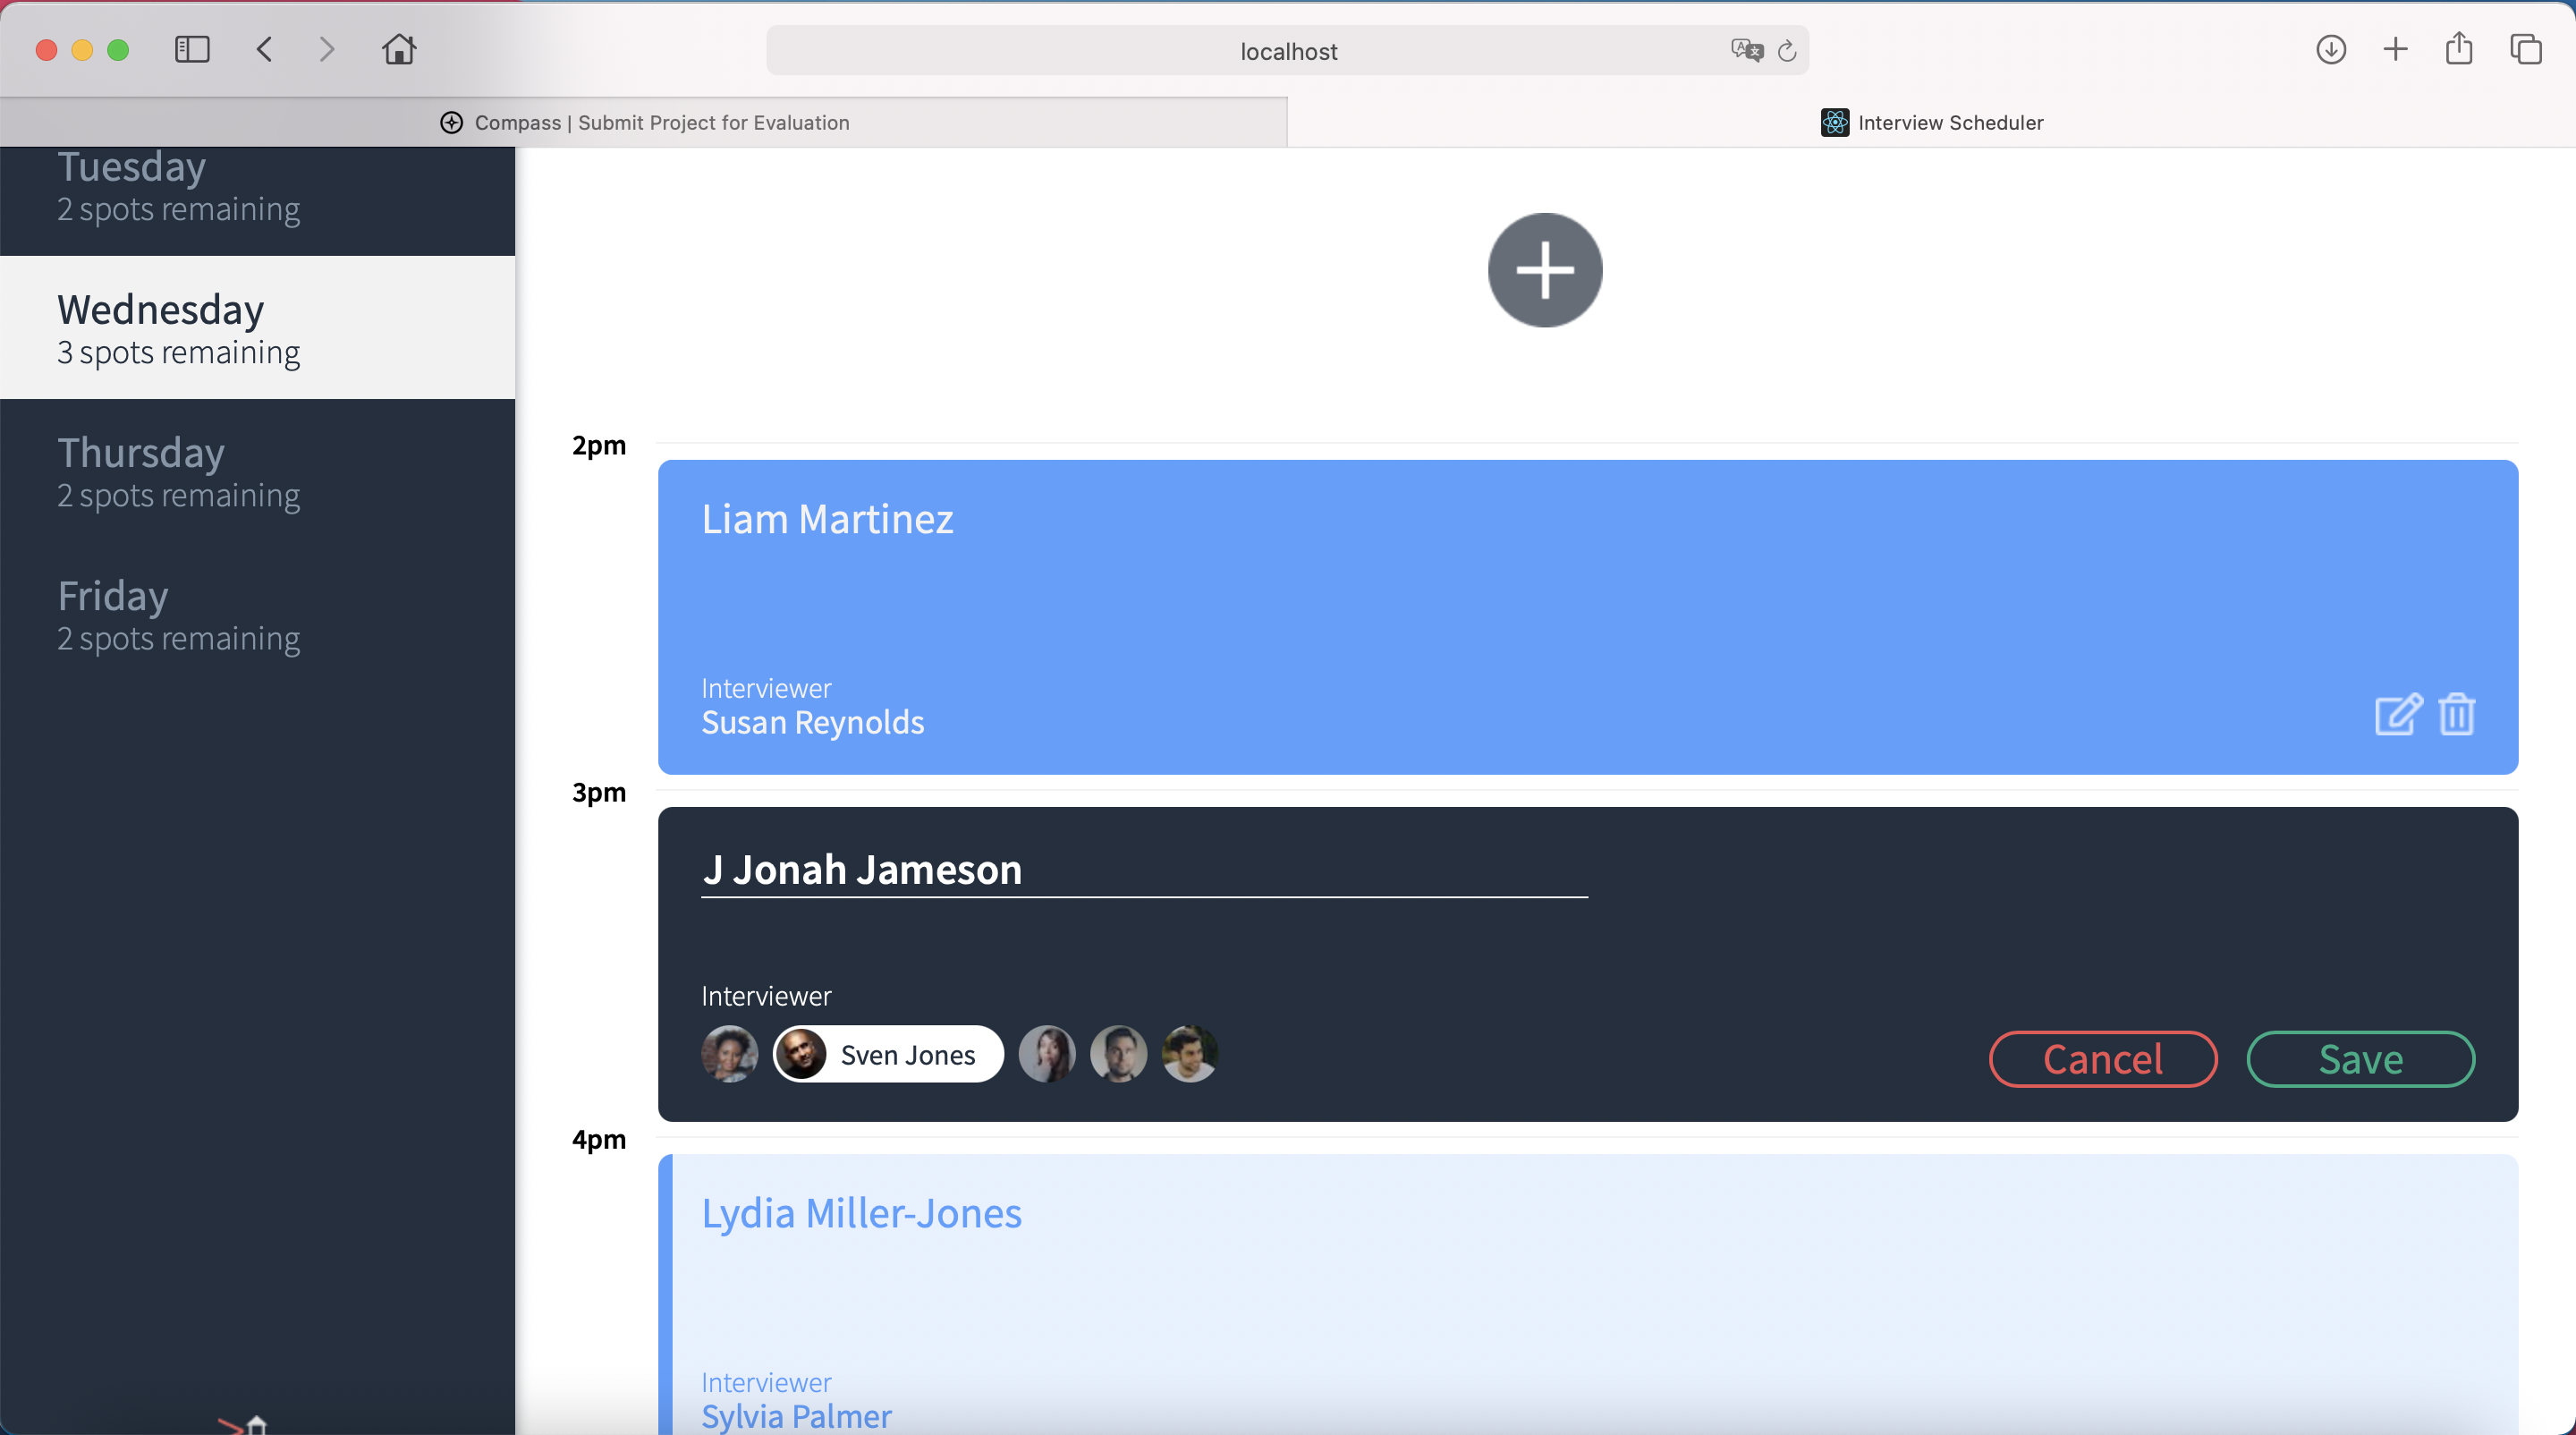 localhost
Compass | Submit Project for Evaluation
Interview Scheduler
Tuesday
2 spots remaining
Wednesday
3 spots remaining
Thursday
2 spots remaining
Friday
2 spots remaining
2pm
Liam Martinez
Interviewer
Susan Reynolds
3pm
J Jonah Jameson
Interviewer
Sven Jones
Cancel
Save
4pm
Lydia Miller-Jones
Interviewer
Sylvia Palmer